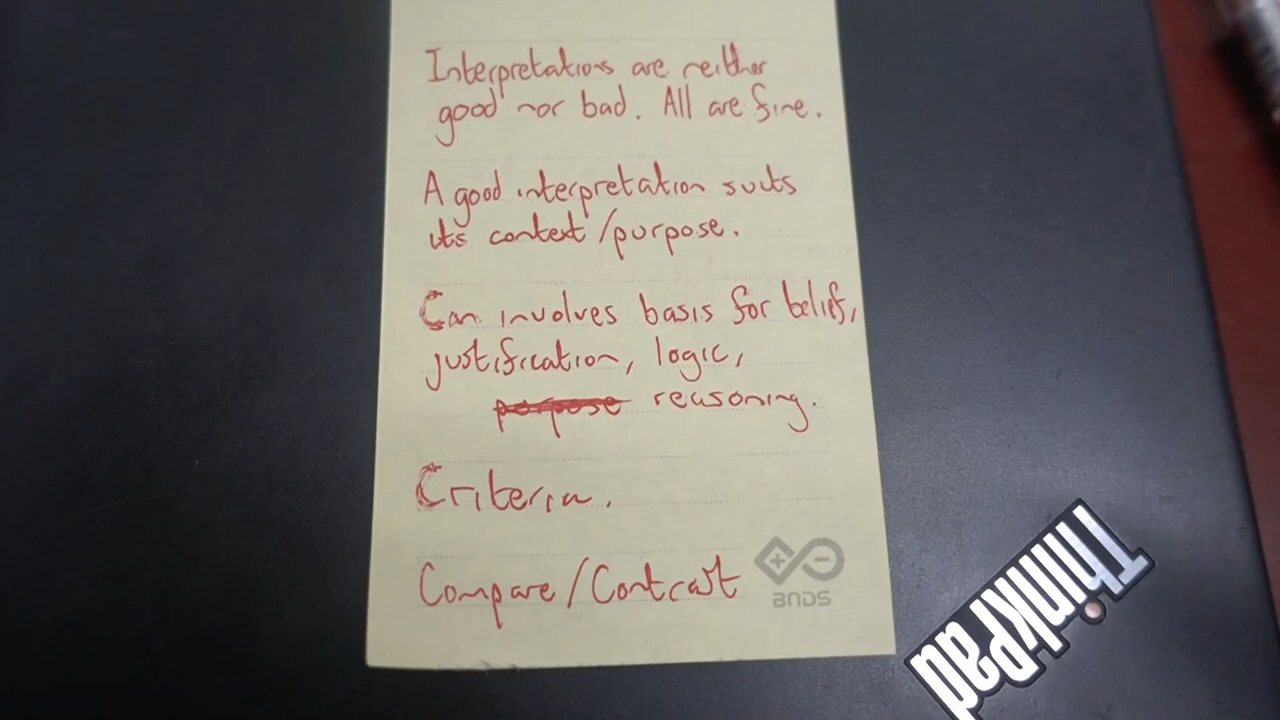 Interpretations are neither
good nor bad. All are fine.
A good interpretation suits
its context/purpose.
Can involves basis for belief,
justification, logic,
purpose reasoning.
Criteria.
Compare/Contrast
BNDS
ThinkPad